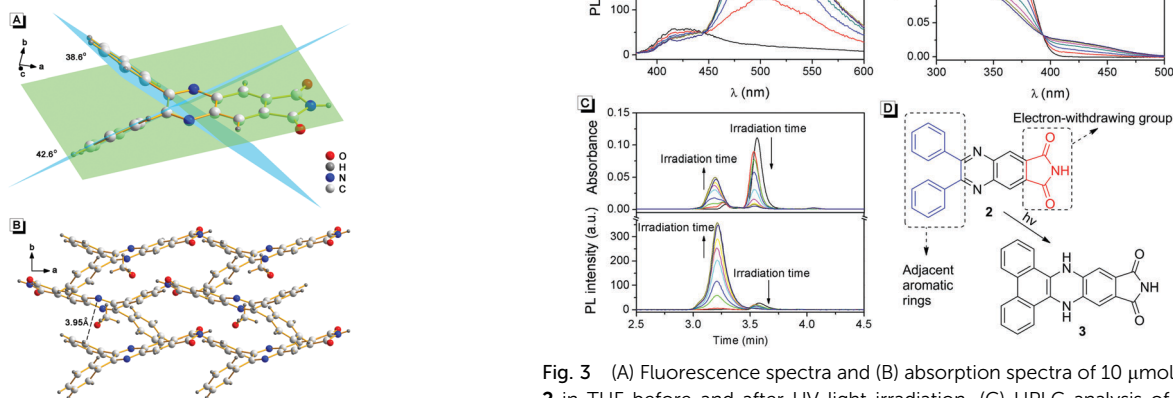 A
b
a
c
38.6°
42.6°
O
H
N
C
B
b
a
3.95Å
PL
100
0
400
450
500
550
600
λ (nm)
0.05
0.00
300
350
400
450
500
λ (nm)
C
Absorbance
0.15
0.10
0.05
0.00
Irradiation time
Irradiation time
PL intensity (a.u.)
300
200
100
0
Irradiation time
Irradiation time
2.5
3.0
3.5
4.0
4.5
Time (min)
D
Electron-withdrawing group
N
N
O
NH
O
2
hν
Adjacent
aromatic
rings
H
N
N
H
O
NH
O
3
Fig. 3 (A) Fluorescence spectra and (B) absorption spectra of 10 μmol
2 in THF before and after UV light irradiation. (C) HPLC analysis of